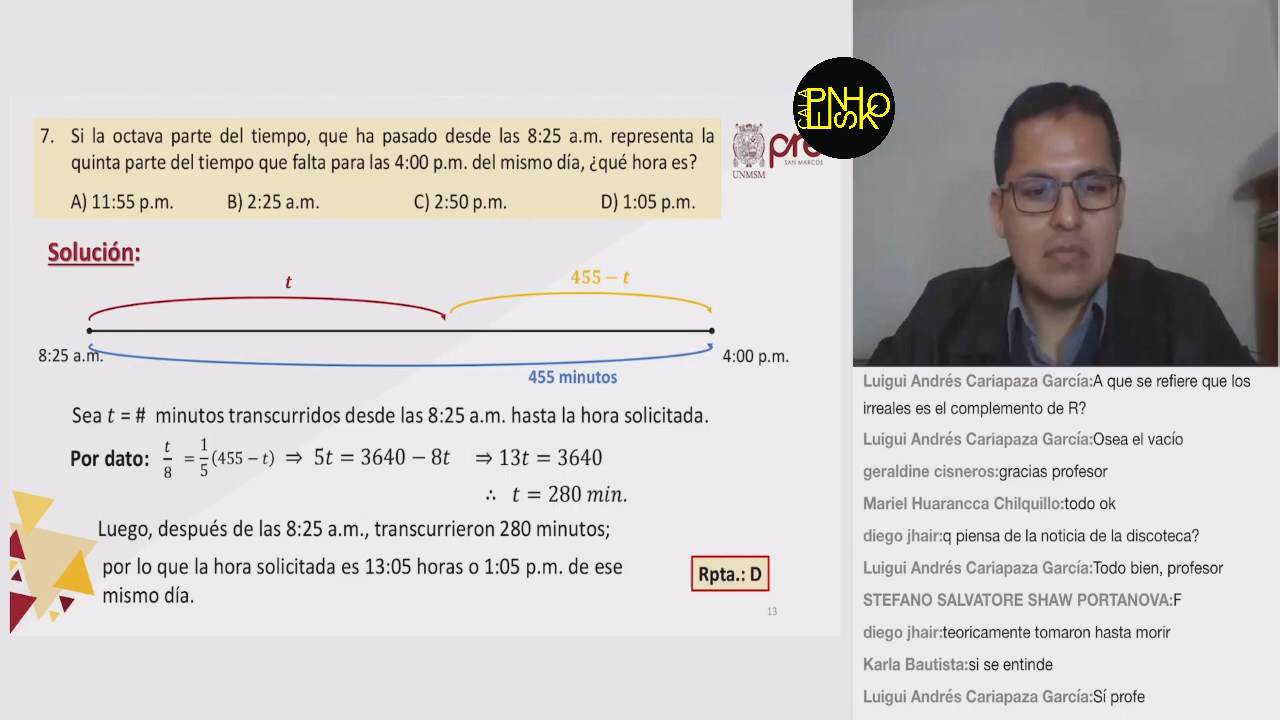 7. Si la octava parte del tiempo, que ha pasado desde las 8:25 a.m. representa la
quinta parte del tiempo que falta para las 4:00 p.m. del mismo día, ¿qué hora es?
A) 11:55 p.m. B) 2:25 a.m. C) 2:50 p.m. D) 1:05 p.m.
UNMSM
pre
SAN MARCOS
Solución:
t
455 − t
8:25 a.m.
4:00 p.m.
455 minutos
Sea t = # minutos transcurridos desde las 8:25 a.m. hasta la hora solicitada.
Por dato: t/8 = 1/5 (455 − t) ⇒ 5t = 3640 − 8t ⇒ 13t = 3640
∴ t = 280 min.
Luego, después de las 8:25 a.m., transcurrieron 280 minutos;
por lo que la hora solicitada es 13:05 horas o 1:05 p.m. de ese
mismo día.
Rpta.: D
13
Luigui Andrés Cariapaza García:A que se refiere que los
irreales es el complemento de R?
Luigui Andrés Cariapaza García:Osea el vacío
geraldine cisneros:gracias profesor
Mariel Huarancca Chilquillo:todo ok
diego jhair:q piensa de la noticia de la discoteca?
Luigui Andrés Cariapaza García:Todo bien, profesor
STEFANO SALVATORE SHAW PORTANOVA:F
diego jhair:teoricamente tomaron hasta morir
Karla Bautista:si se entinde
Luigui Andrés Cariapaza García:Sí profe